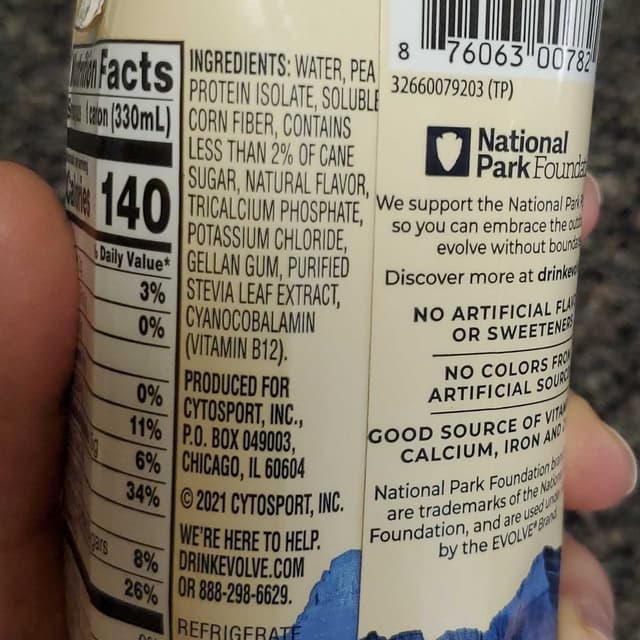 Facts
(330mL)
Calories 140
% Daily Value*
3%
0%
0%
11%
6%
34%
8%
26%
INGREDIENTS: WATER, PEA
PROTEIN ISOLATE, SOLUBLE
CORN FIBER, CONTAINS
LESS THAN 2% OF CANE
SUGAR, NATURAL FLAVOR,
TRICALCIUM PHOSPHATE,
POTASSIUM CHLORIDE,
GELLAN GUM, PURIFIED
STEVIA LEAF EXTRACT,
CYANOCOBALAMIN
(VITAMIN B12).
PRODUCED FOR
CYTOSPORT, INC.,
P.O. BOX 049003,
CHICAGO, IL 60604
© 2021 CYTOSPORT, INC.
WE'RE HERE TO HELP.
DRINKEVOLVE.COM
OR 888-298-6629.
REFRIGERATE
8 76063 00782
32660079203 (TP)
National
Park
We support the National Park
so you can embrace the
evolve without
Discover more at
NO ARTIFICIAL
OR SWEETENERS
NO COLORS FROM
ARTIFICIAL
GOOD SOURCE OF
CALCIUM, IRON AND
National Park Foundation
are trademarks of the
Foundation, and are used under
by the EVOLVE® Brand